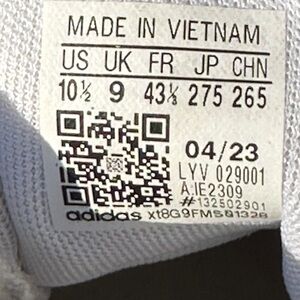 MADE IN VIETNAM
US UK FR JP CHN
10½ 9 43⅓ 275 265
04/23
LYV 029001
A:IE2309
#132502901
adidas